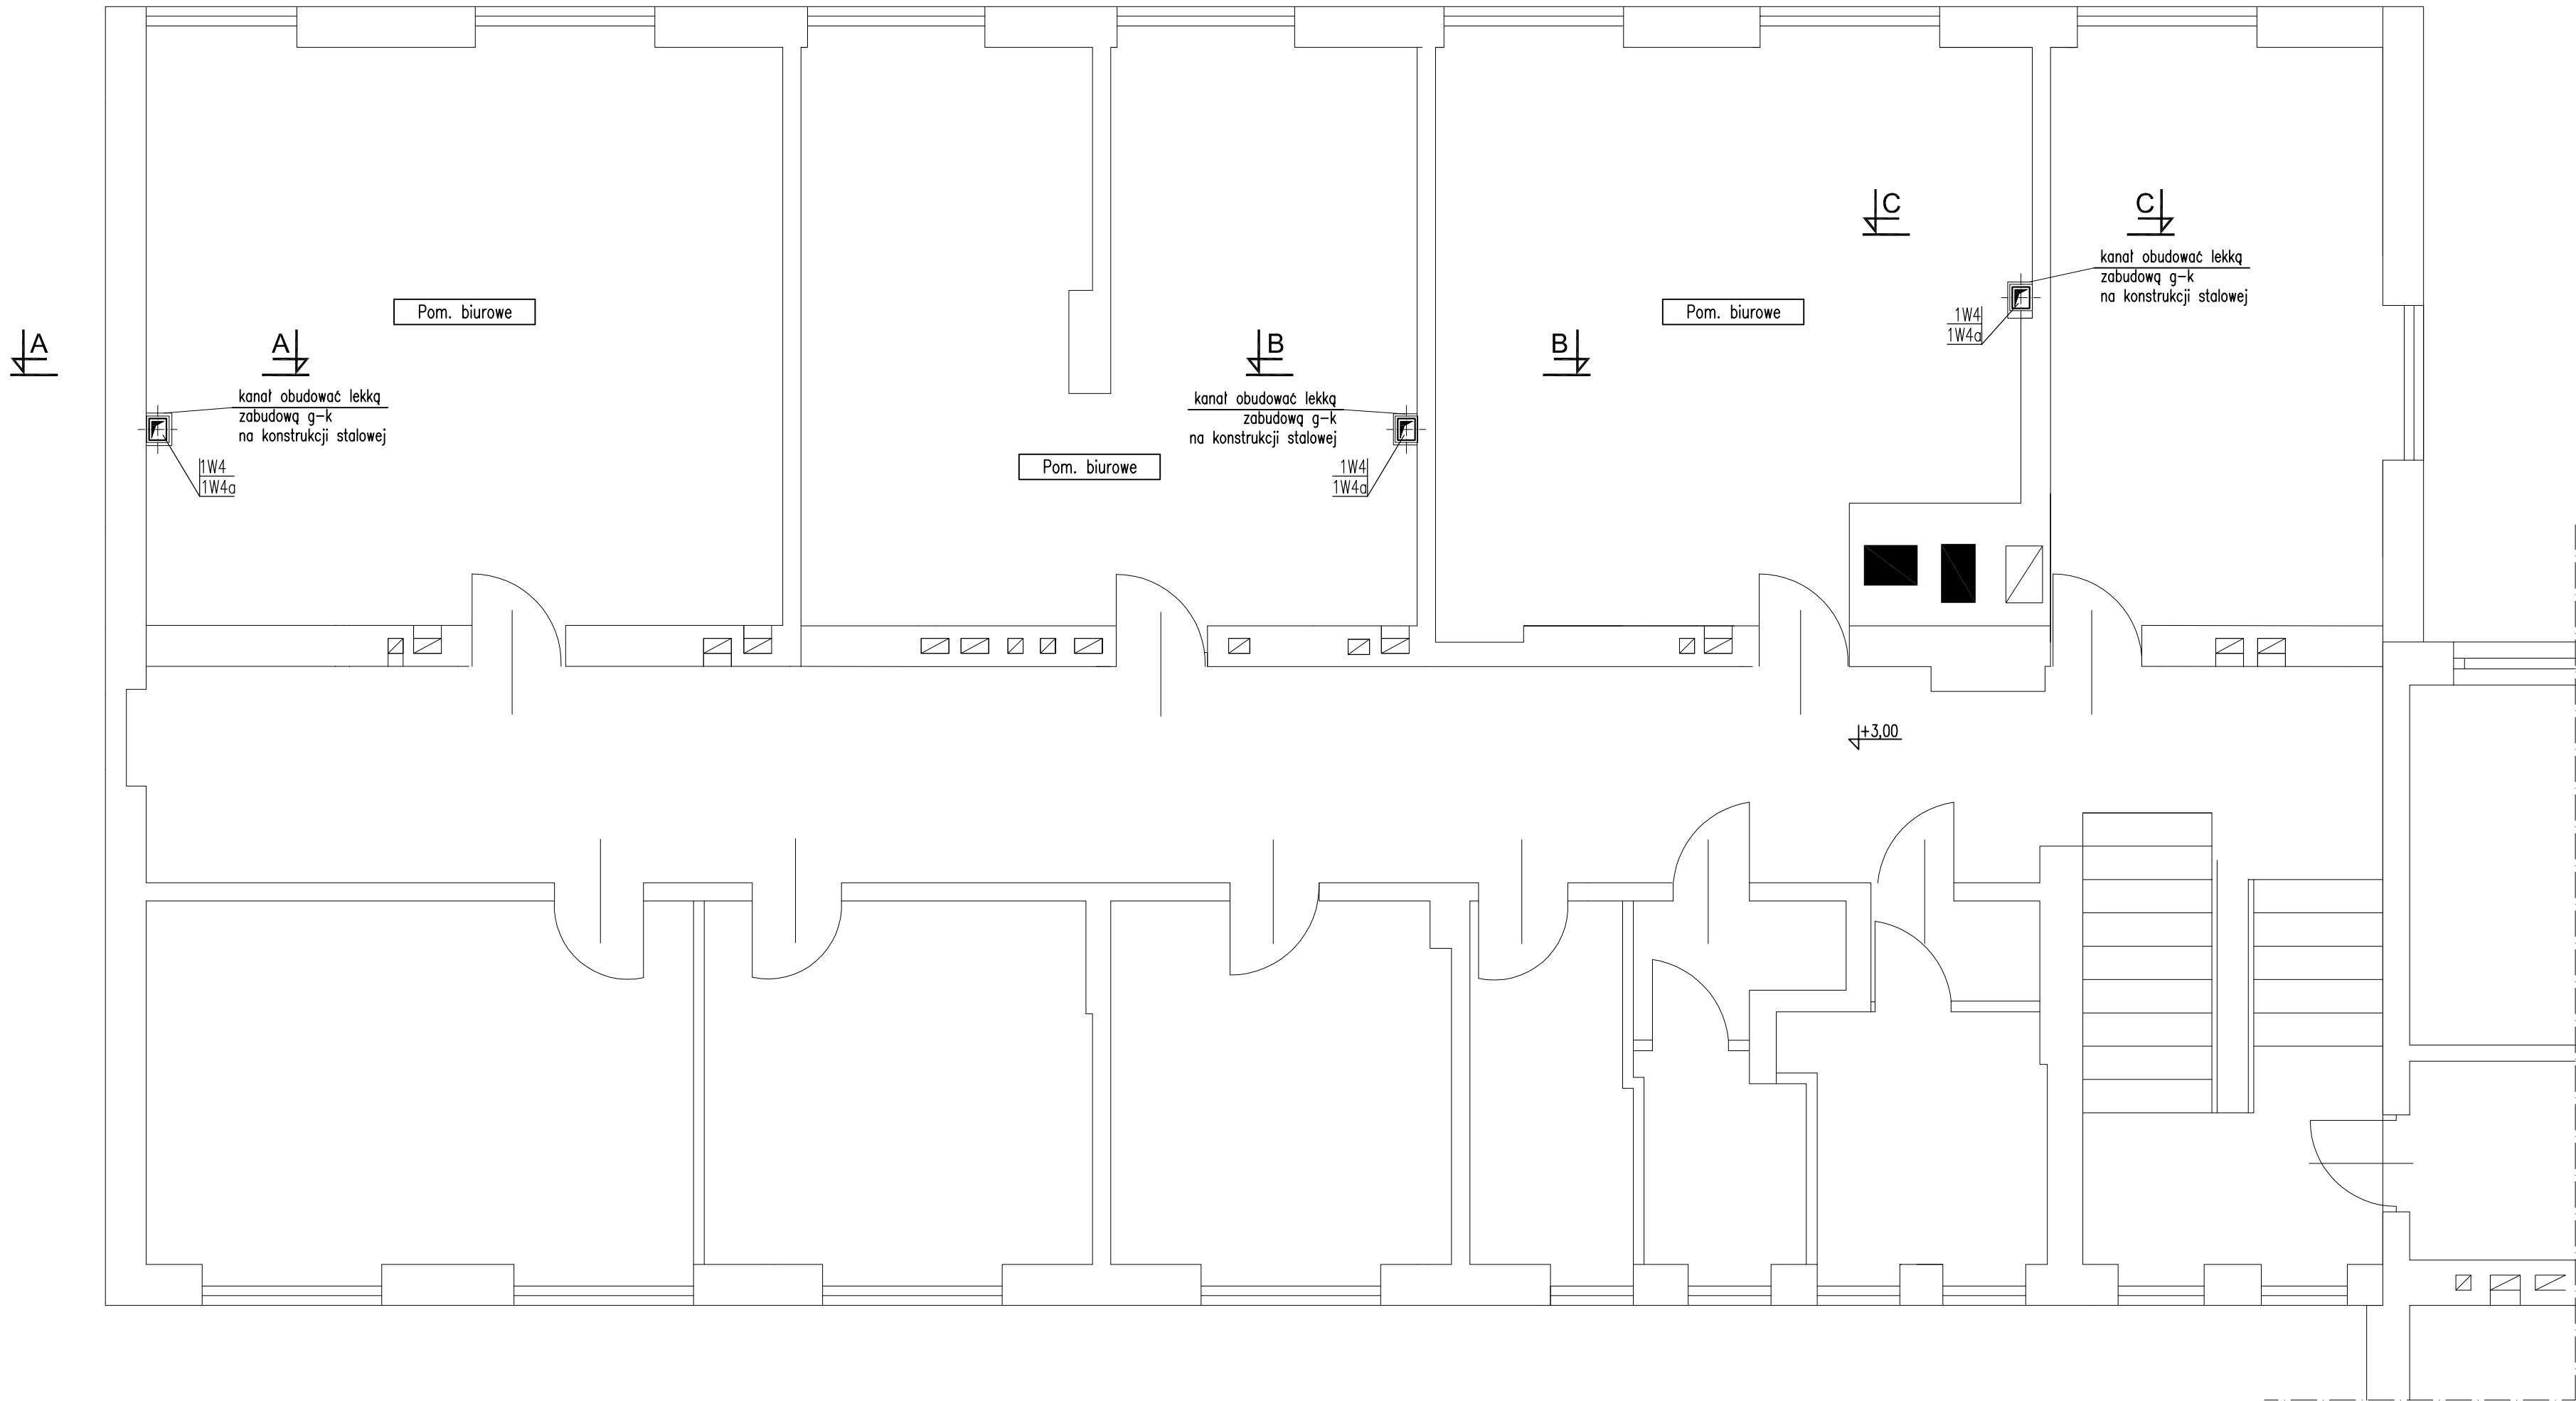 C
C
kanał obudować lekką
zabudową g-k
na konstrukcji stalowej
Pom. biurowe
Pom. biurowe
1W4
1W4a
A
A
B
B
kanał obudować lekką
zabudową g-k
na konstrukcji stalowej
kanał obudować lekką
zabudową g-k
na konstrukcji stalowej
1W4
1W4a
Pom. biurowe
1W4
1W4a
+3,00